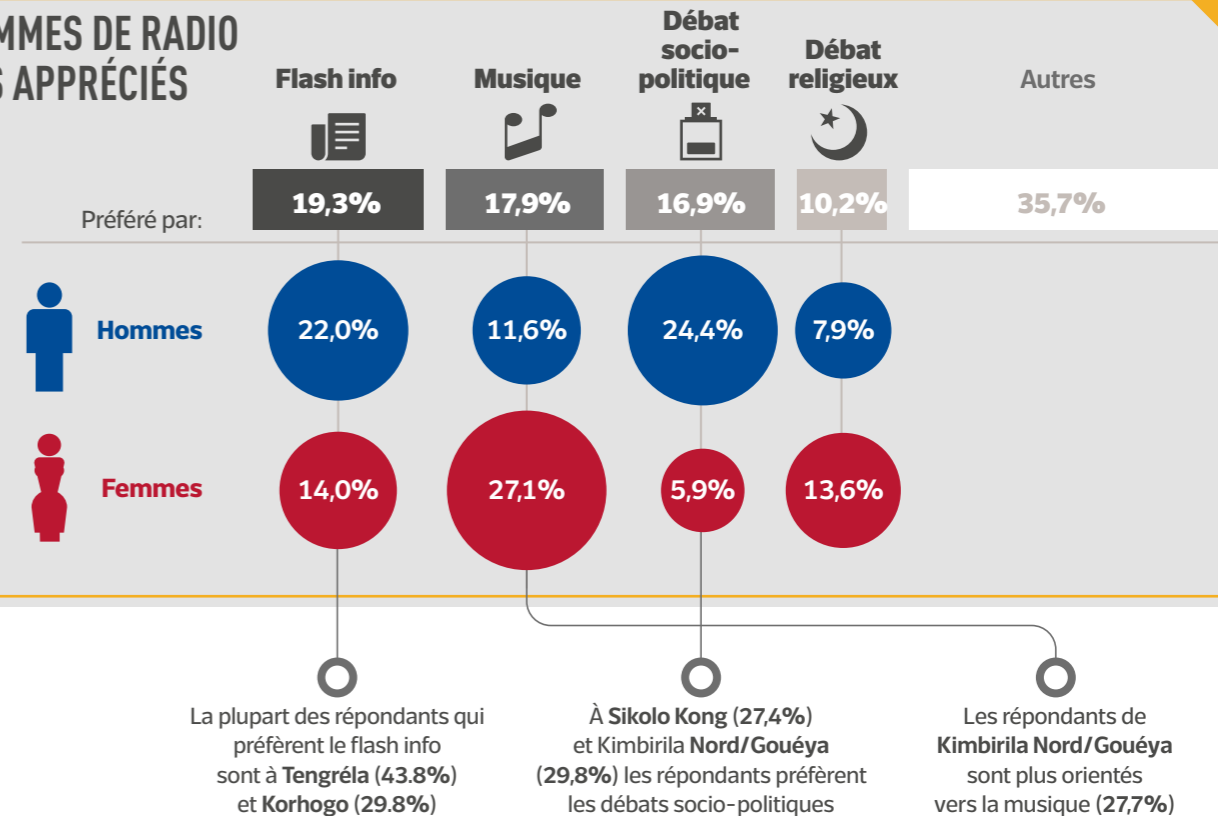 MMES DE RADIO
S APPRÉCIÉS
Flash info
Musique
Débat
socio-
politique
Débat
religieux
Autres
Préféré par:
19,3%
17,9%
16,9%
10,2%
35,7%
Hommes
22,0%
11,6%
24,4%
7,9%
Femmes
14,0%
27,1%
5,9%
13,6%
La plupart des répondants qui
préfèrent le flash info
sont à Tengréla (43.8%)
et Korhogo (29.8%)
À Sikolo Kong (27,4%)
et Kimbirila Nord/Gouéya
(29,8%) les répondants préfèrent
les débats socio-politiques
Les répondants de
Kimbirila Nord/Gouéya
sont plus orientés
vers la musique (27,7%)